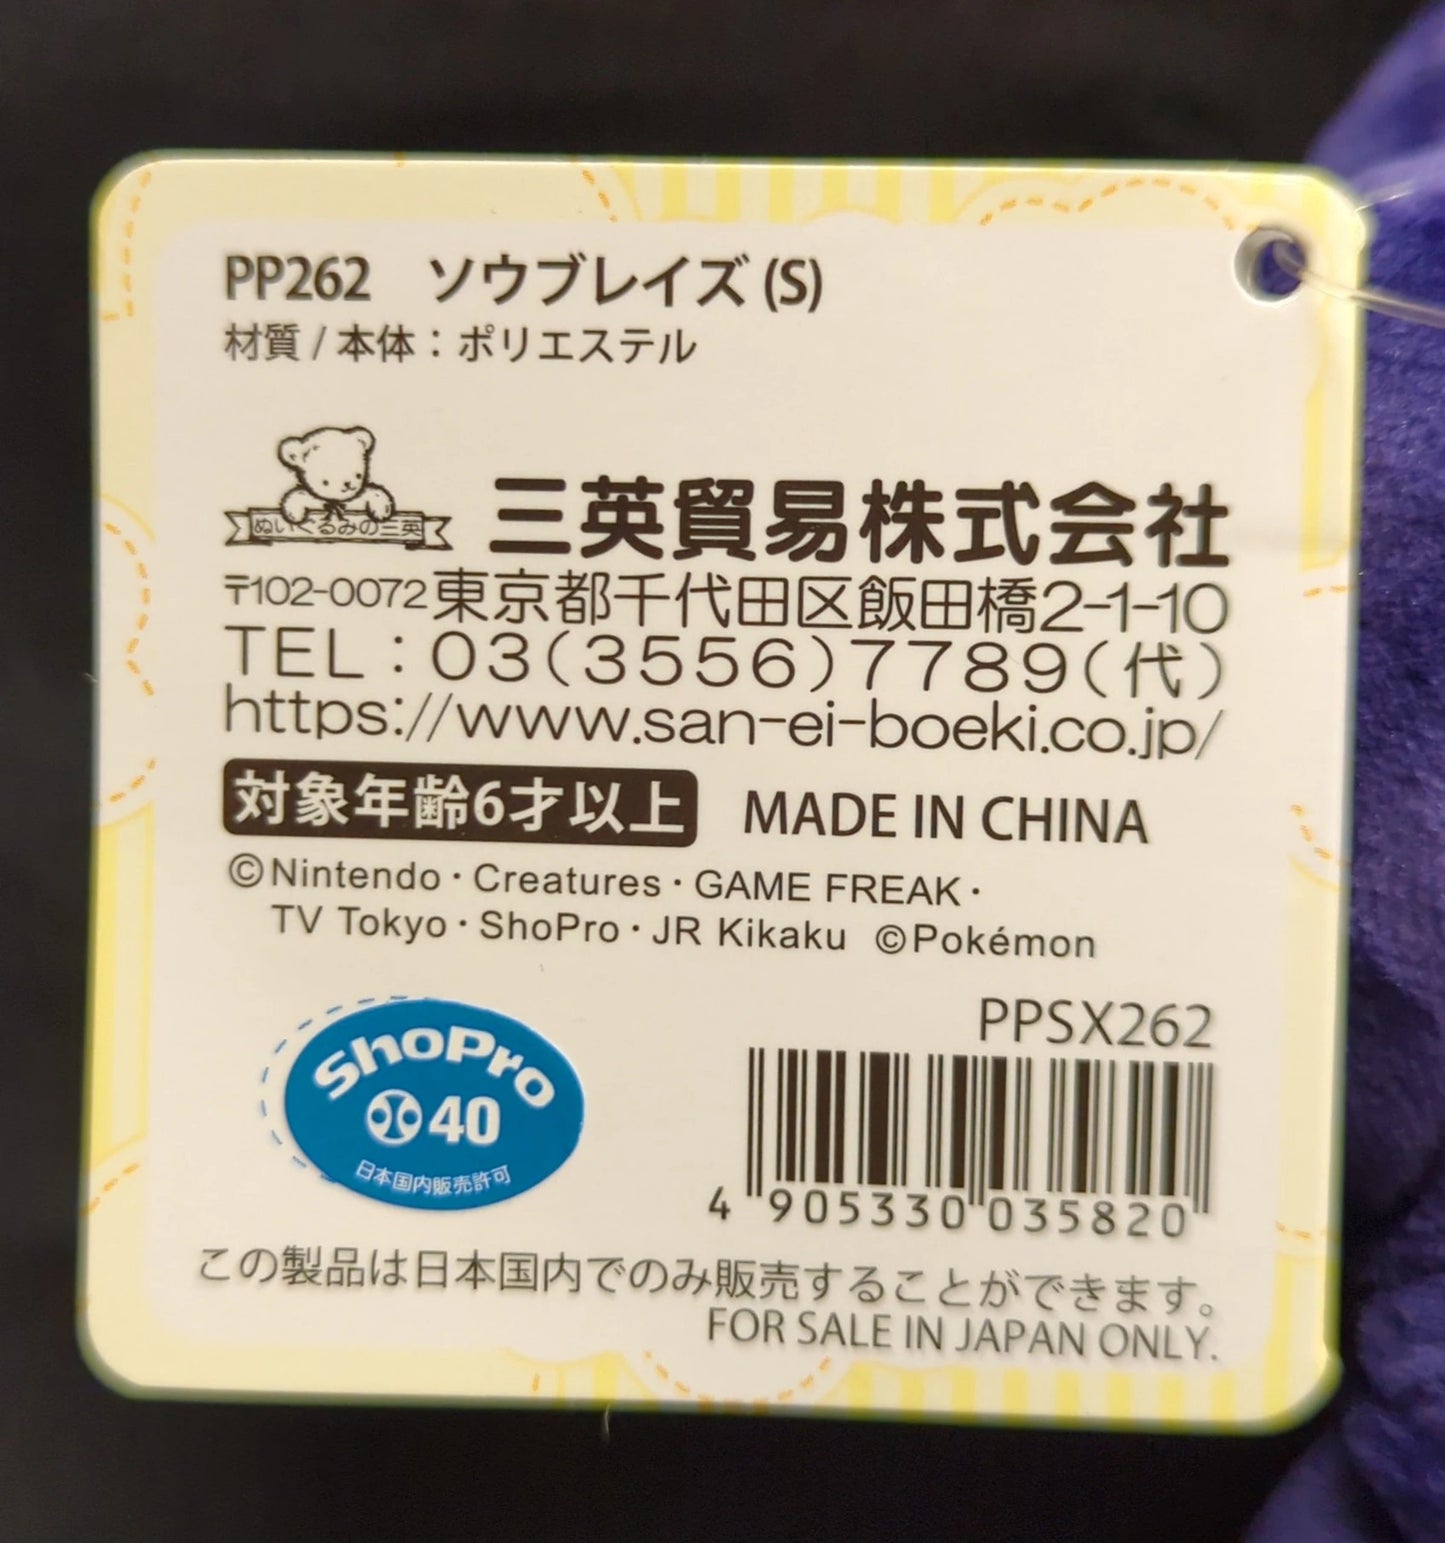 PP262 ソウブレイズ (S)
材質 / 本体：ポリエステル
ぬいぐるみの三英
三英貿易株式会社
〒102-0072東京都千代田区飯田橋2-1-10
TEL：03(3556)7789(代)
https://www.san-ei-boeki.co.jp/
対象年齢6才以上 MADE IN CHINA
©Nintendo・Creatures・GAME FREAK・
TV Tokyo・ShoPro・JR Kikaku ©Pokémon
ShoPro
40
日本国内販売許可
PPSX262
4 905330 035820
この製品は日本国内でのみ販売することができます。
FOR SALE IN JAPAN ONLY.